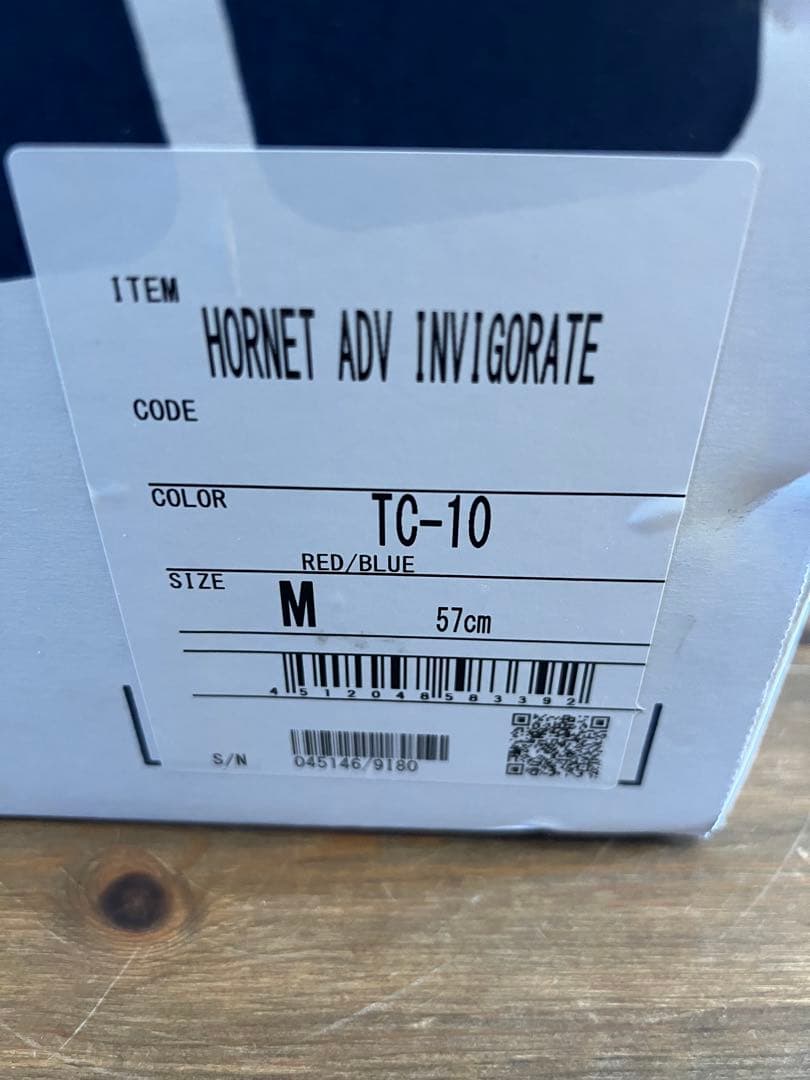 ITEM
HORNET ADV INVIGORATE
CODE
COLOR
TC-10
RED/BLUE
SIZE
M 57cm
4512048583392
S/N
045146/9180